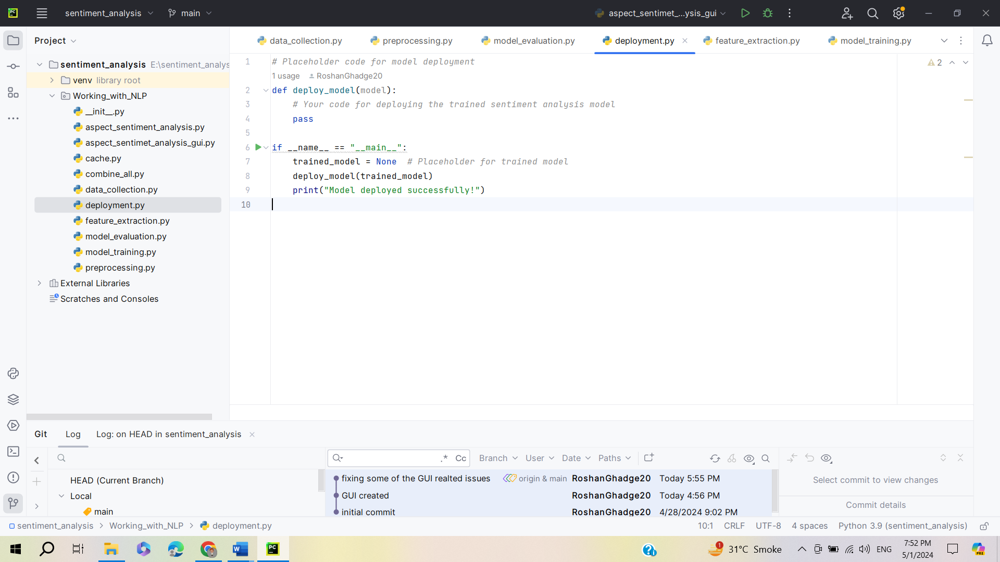 PC
sentiment_analysis
main
aspect_sentimet_...ysis_gui
Project
data_collection.py
preprocessing.py
model_evaluation.py
deployment.py
feature_extraction.py
model_training.py
sentiment_analysis E:\sentiment_analys
venv library root
Working_with_NLP
__init__.py
aspect_sentiment_analysis.py
aspect_sentimet_analysis_gui.py
cache.py
combine_all.py
data_collection.py
deployment.py
feature_extraction.py
model_evaluation.py
model_training.py
preprocessing.py
External Libraries
Scratches and Consoles
2
1 # Placeholder code for model deployment
1 usage RoshanGhadge20
2 def deploy_model(model):
3 # Your code for deploying the trained sentiment analysis model
4 pass
5
6 if __name__ == "__main__":
7 trained_model = None # Placeholder for trained model
8 deploy_model(trained_model)
9 print("Model deployed successfully!")
10
Git Log Log: on HEAD in sentiment_analysis
.* Cc Branch User Date Paths
HEAD (Current Branch)
Local
main
fixing some of the GUI realted issues origin & main RoshanGhadge20 Today 5:55 PM
GUI created RoshanGhadge20 Today 4:56 PM
initial commit RoshanGhadge20 4/28/2024 9:02 PM
Select commit to view changes
Commit details
sentiment_analysis > Working_with_NLP > deployment.py
10:1 CRLF UTF-8 4 spaces Python 3.9 (sentiment_analysis)
W
PC
1
31°C Smoke
ENG
7:52 PM
5/1/2024
PRE